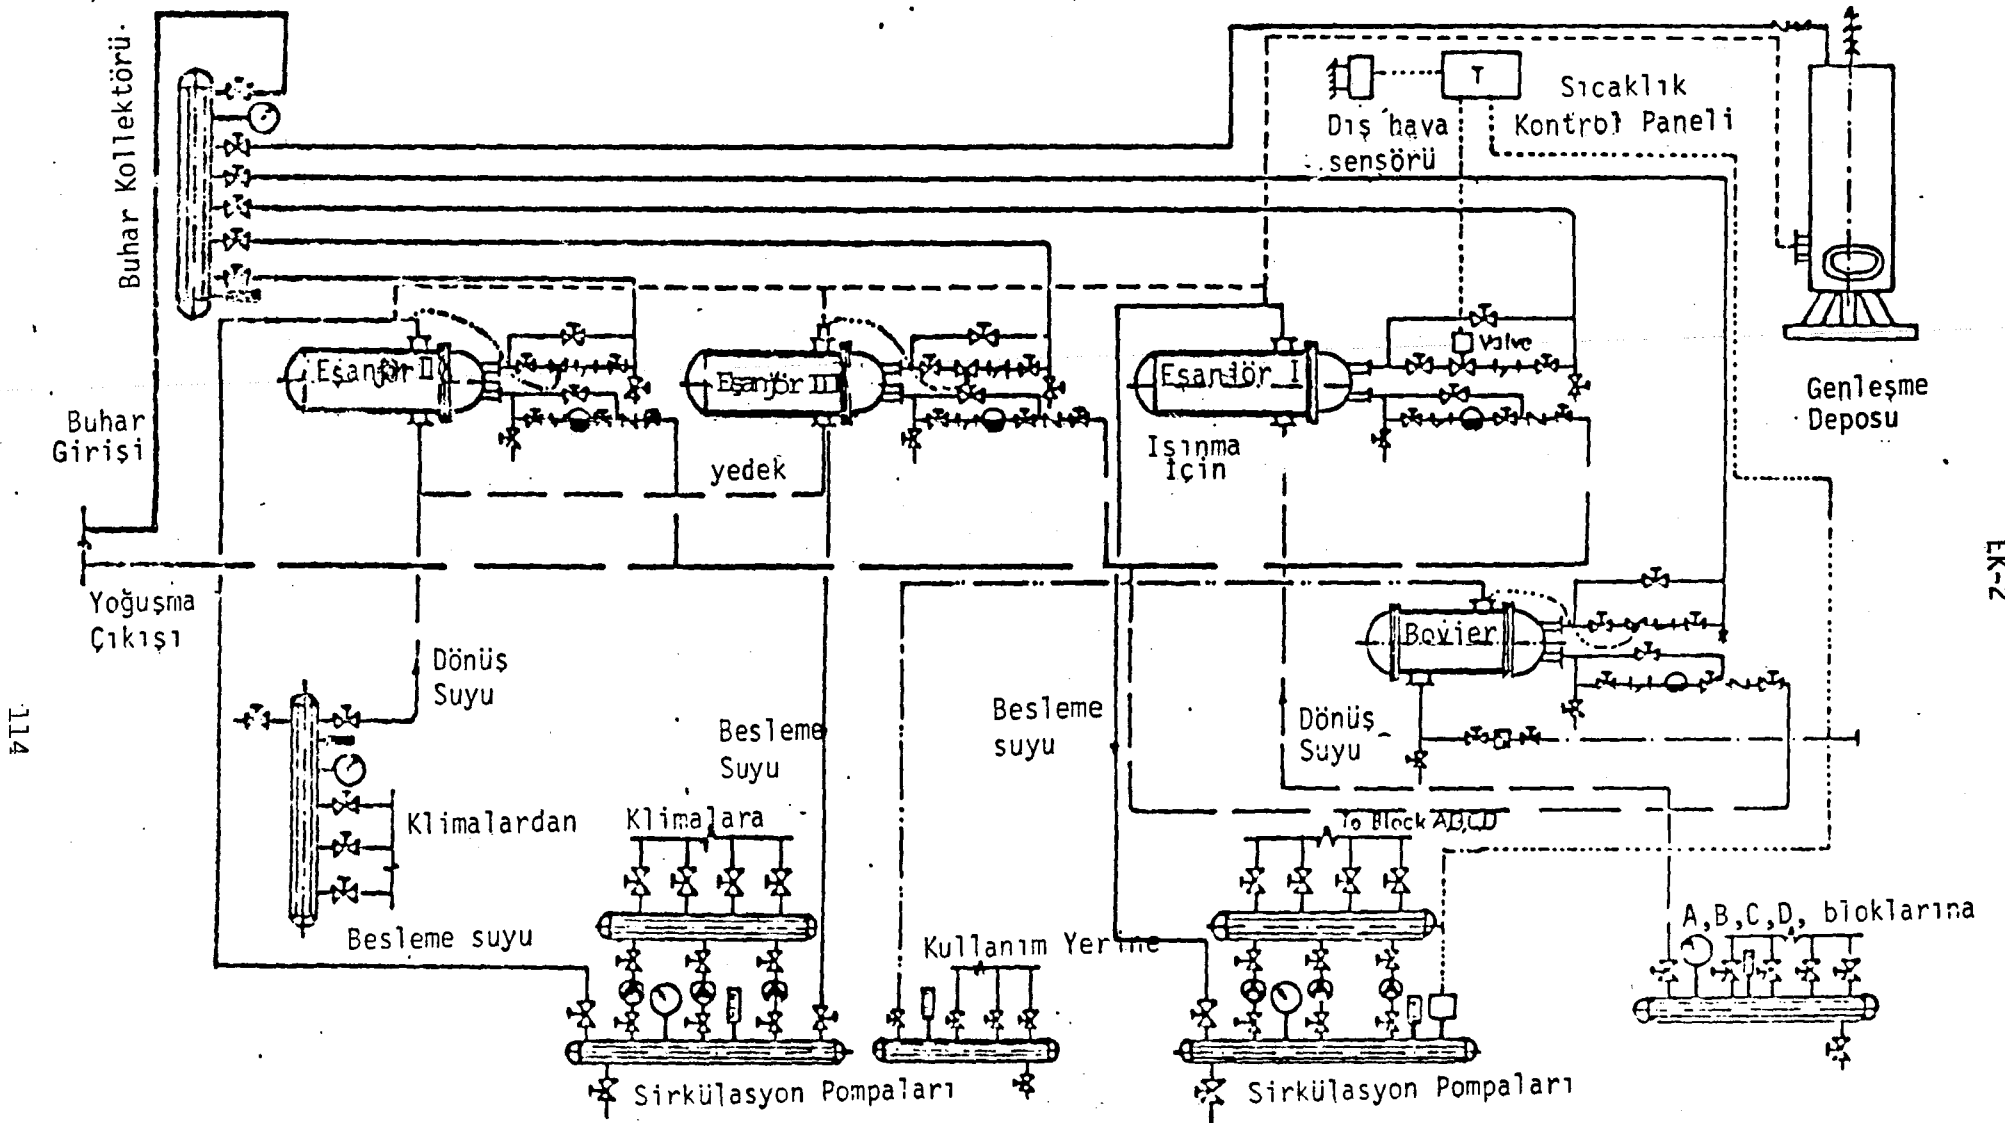 Buhar Kollektörü.
T
Sıcaklık
Kontrol Paneli
Dış hava
sensörü
Valve
Eşanjör II
Eşanjör III
Eşanjör I
Genleşme
Deposu
Buhar
Girişi
yedek
Isınma
İçin
EK-2
Yoğuşma
Çıkışı
Boyier
Dönüş
Suyu
Besleme
Suyu
Besleme
suyu
Dönüş
Suyu
114
Klimalardan
Klimalara
To Block ABCD
Besleme suyu
Kullanım Yerine
A,B,C,D, bloklarına
Sirkülasyon Pompaları
Sirkülasyon Pompaları